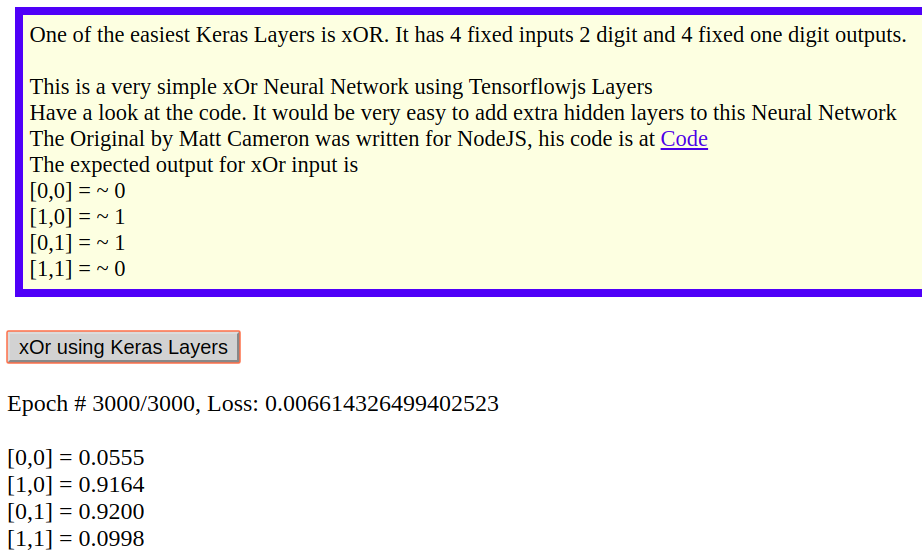 One of the easiest Keras Layers is xOR. It has 4 fixed inputs 2 digit and 4 fixed one digit outputs.
This is a very simple xOr Neural Network using Tensorflowjs Layers
Have a look at the code. It would be very easy to add extra hidden layers to this Neural Network
The Original by Matt Cameron was written for NodeJS, his code is at Code
The expected output for xOr input is
[0,0] = ~ 0
[1,0] = ~ 1
[0,1] = ~ 1
[1,1] = ~ 0
xOr using Keras Layers
Epoch # 3000/3000, Loss: 0.006614326499402523
[0,0] = 0.0555
[1,0] = 0.9164
[0,1] = 0.9200
[1,1] = 0.0998